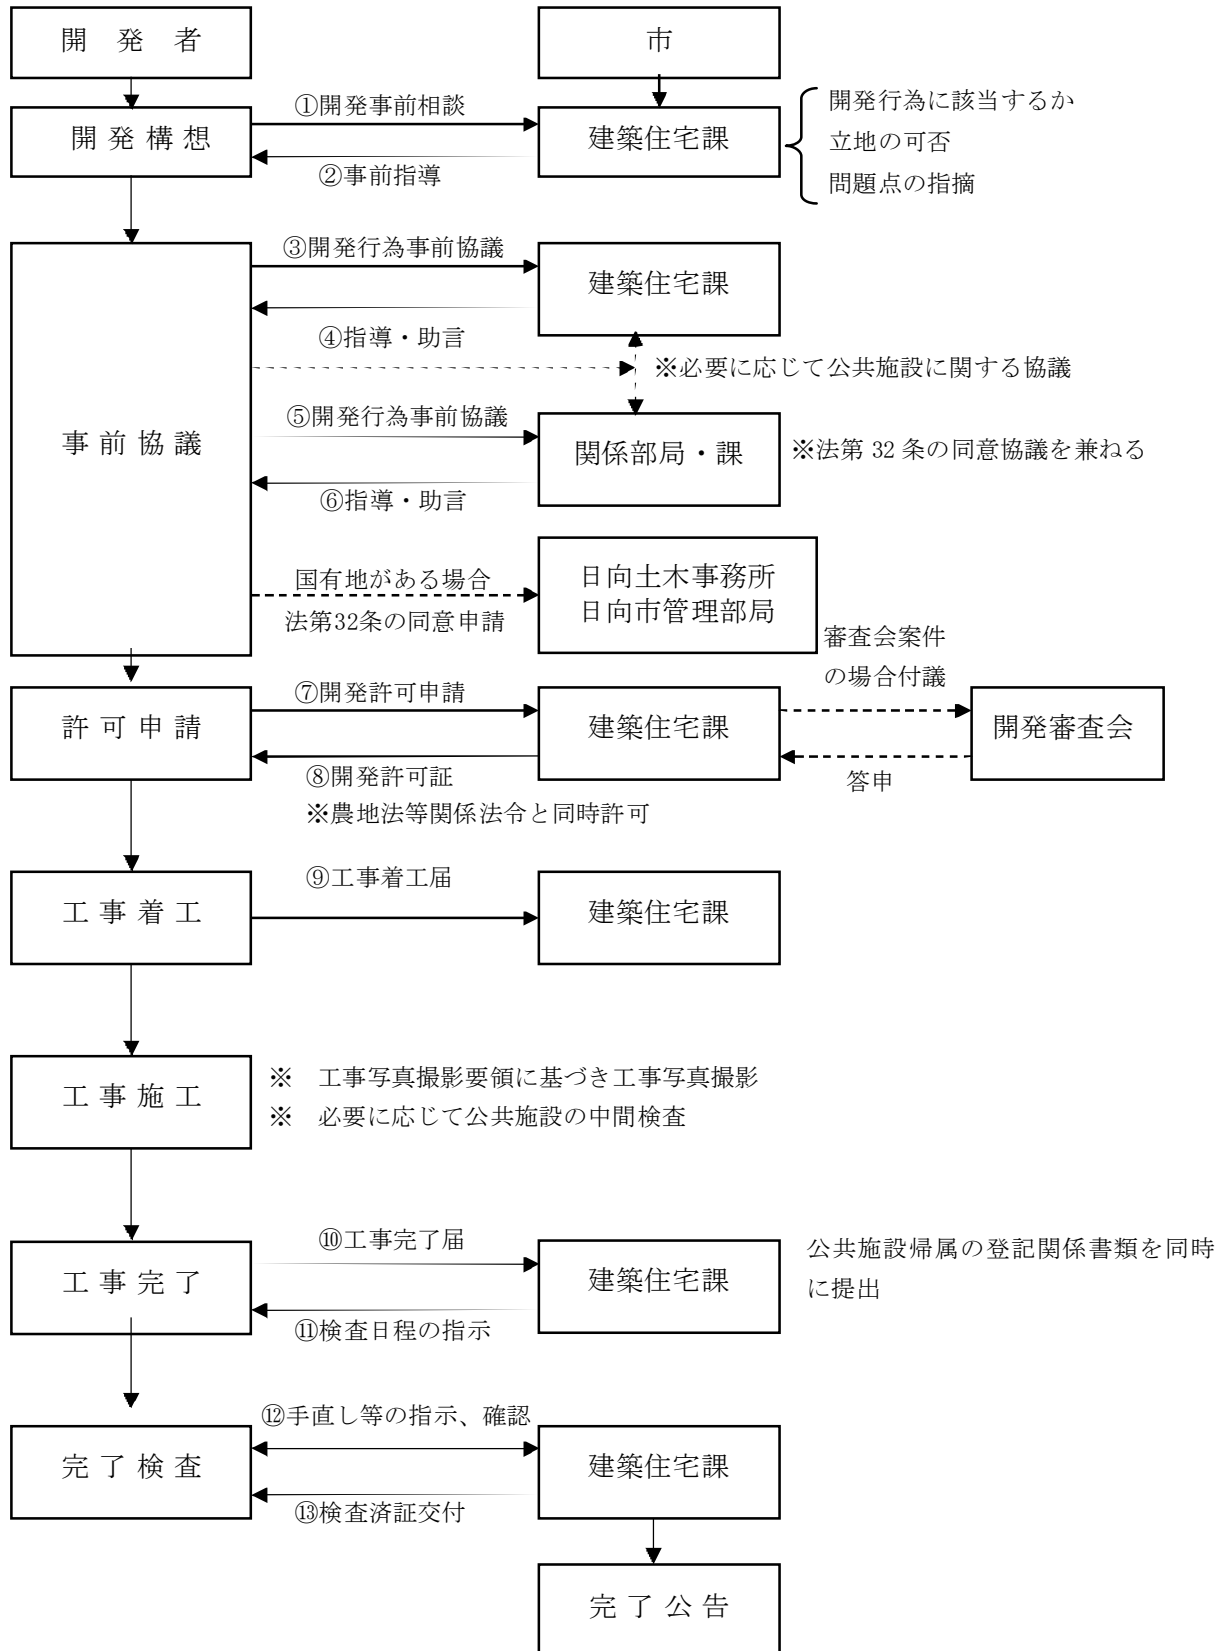 開　発　者
市
開 発 構 想
①開発事前相談
②事前指導
建築住宅課
開発行為に該当するか
立地の可否
問題点の指摘
事 前 協 議
③開発行為事前協議
④指導・助言
建築住宅課
※必要に応じて公共施設に関する協議
⑤開発行為事前協議
⑥指導・助言
関係部局・課
※法第 32 条の同意協議を兼ねる
国有地がある場合
法第32条の同意申請
日向土木事務所
日向市管理部局
審査会案件
の場合付議
許 可 申 請
⑦開発許可申請
⑧開発許可証
※農地法等関係法令と同時許可
建築住宅課
開発審査会
答申
工 事 着 工
⑨工事着工届
建築住宅課
工 事 施 工
※　工事写真撮影要領に基づき工事写真撮影
※　必要に応じて公共施設の中間検査
工 事 完 了
⑩工事完了届
⑪検査日程の指示
建築住宅課
公共施設帰属の登記関係書類を同時
に提出
完 了 検 査
⑫手直し等の指示、確認
⑬検査済証交付
建築住宅課
完 了 公 告